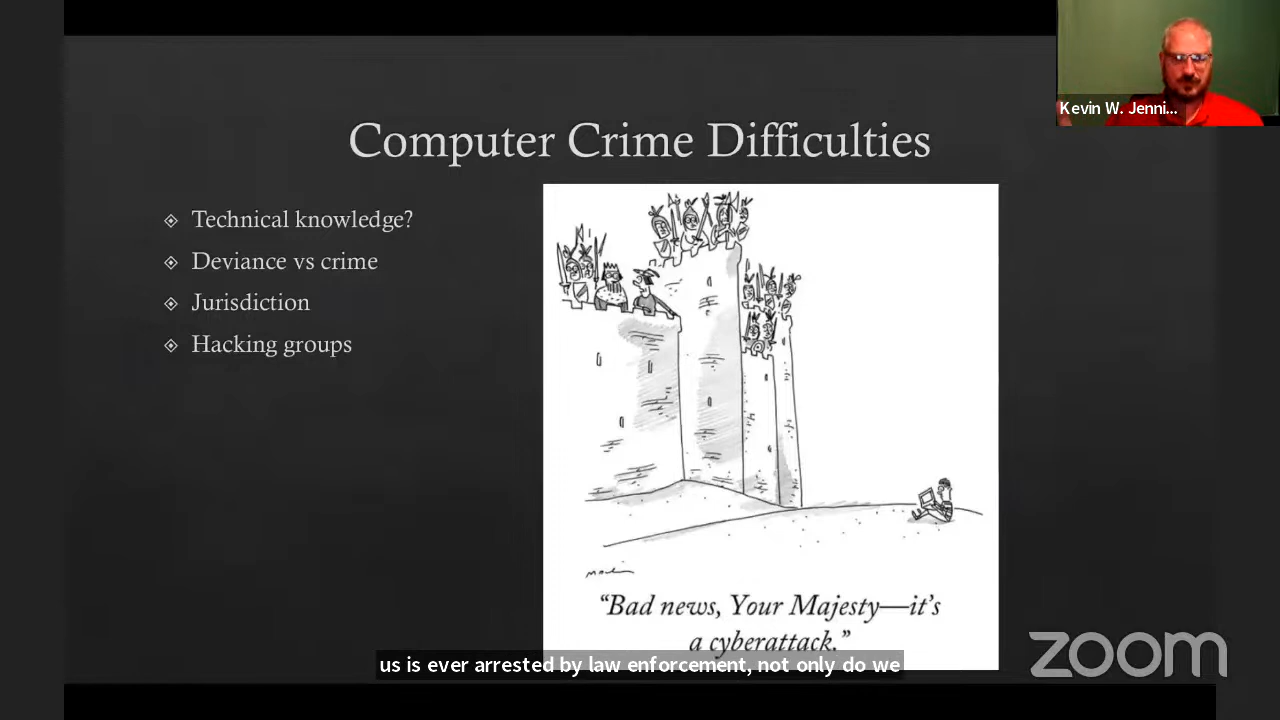 Computer Crime Difficulties
Technical knowledge?
Deviance vs crime
Jurisdiction
Hacking groups
“Bad news, Your Majesty—it’s
a cyberattack.”
us is ever arrested by law enforcement, not only do we
Kevin W. Jenni...
zoom